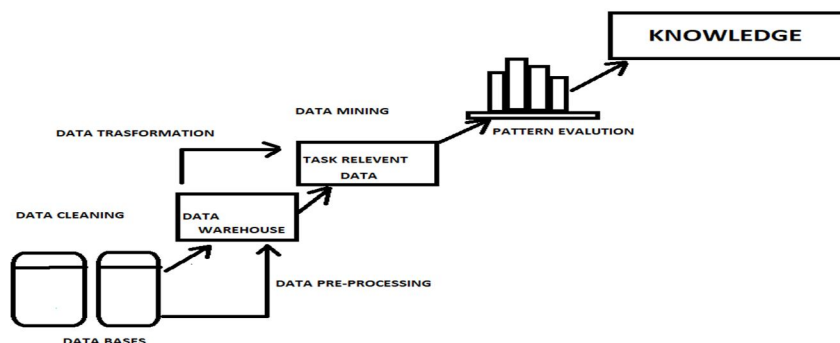 KNOWLEDGE
DATA MINING
PATTERN EVALUTION
DATA TRASFORMATION
TASK RELEVENT
DATA
DATA CLEANING
DATA
WAREHOUSE
DATA PRE-PROCESSING
DATA BASES